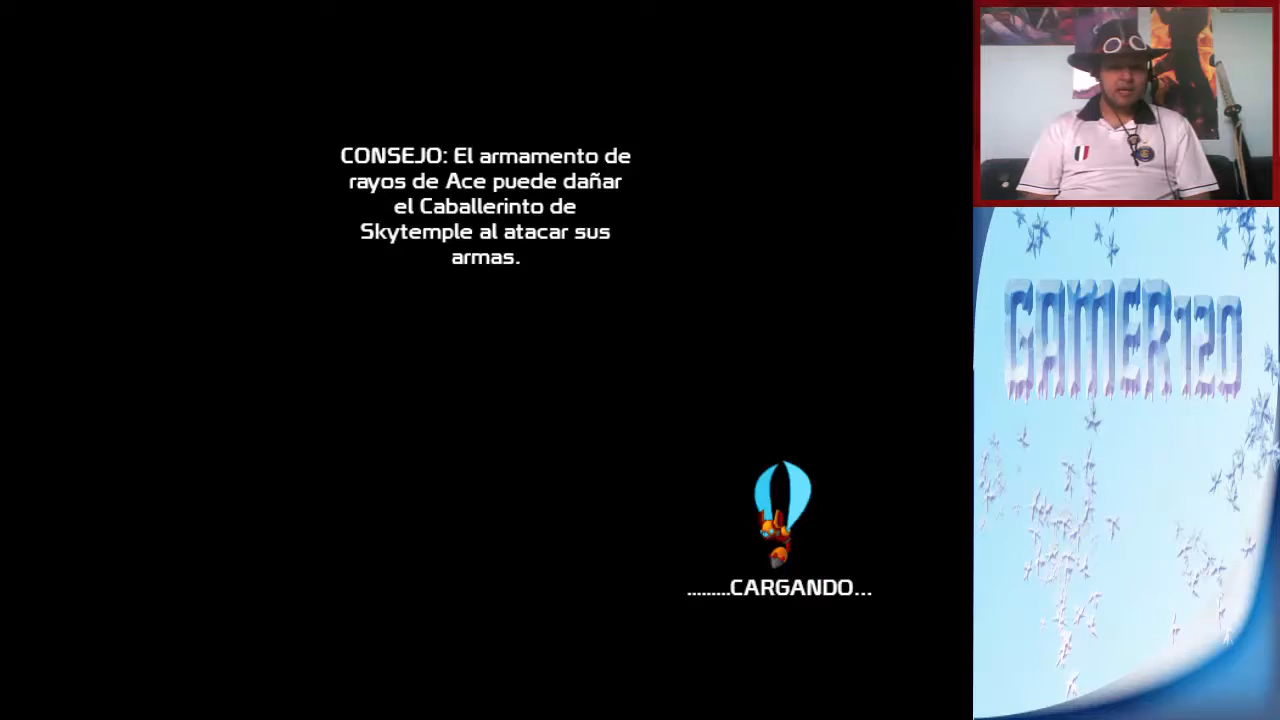 CONSEJO: El armamento de
rayos de Ace puede dañar
el Caballerinto de
Skytemple al atacar sus
armas.
.........CARGANDO...
GAMER120